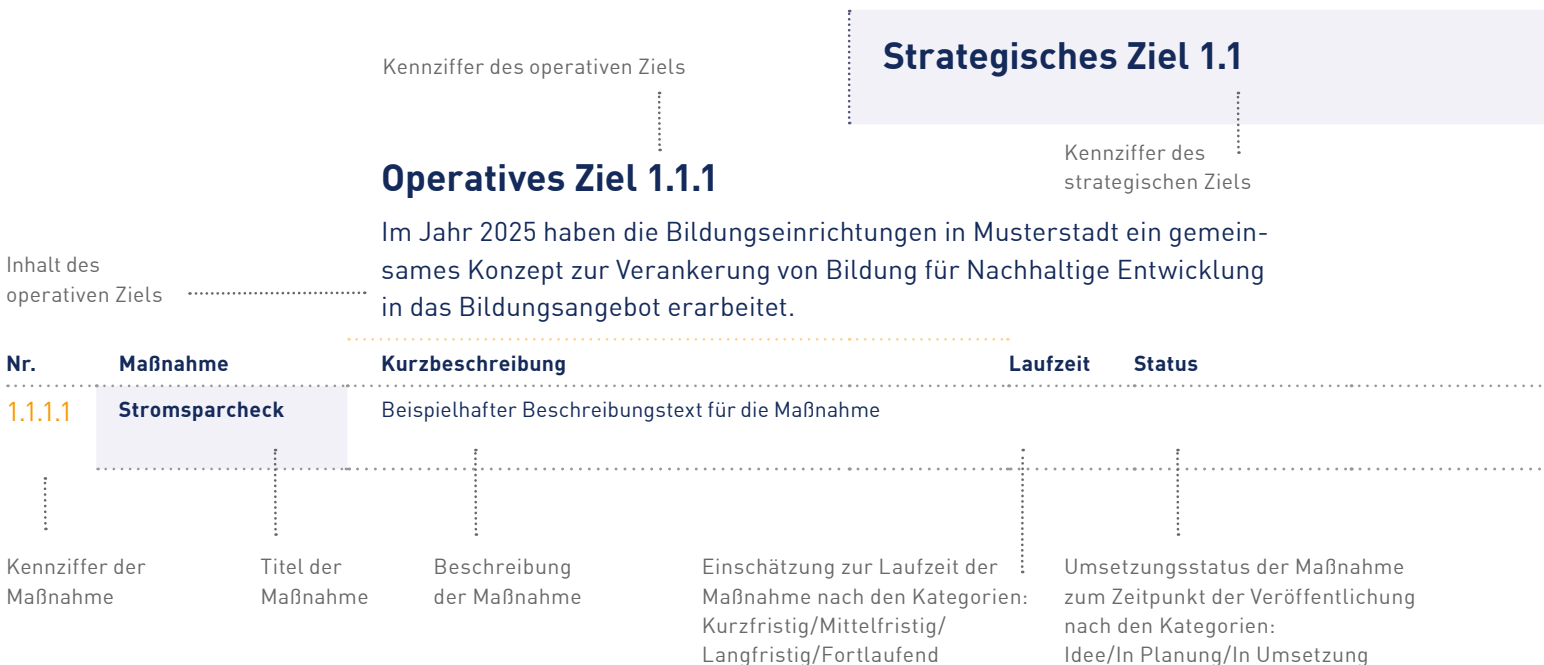 Strategisches Ziel 1.1
Kennziffer des operativen Ziels
Kennziffer des
strategischen Ziels
Operatives Ziel 1.1.1
Im Jahr 2025 haben die Bildungseinrichtungen in Musterstadt ein gemein-
sames Konzept zur Verankerung von Bildung für Nachhaltige Entwicklung
in das Bildungsangebot erarbeitet.
Inhalt des
operativen Ziels
Nr. Maßnahme Kurzbeschreibung Laufzeit Status
1.1.1.1 Stromsparcheck Beispielhafter Beschreibungstext für die Maßnahme
Kennziffer der
Maßnahme
Titel der
Maßnahme
Beschreibung
der Maßnahme
Einschätzung zur Laufzeit der
Maßnahme nach den Kategorien:
Kurzfristig/Mittelfristig/
Langfristig/Fortlaufend
Umsetzungsstatus der Maßnahme
zum Zeitpunkt der Veröffentlichung
nach den Kategorien:
Idee/In Planung/In Umsetzung